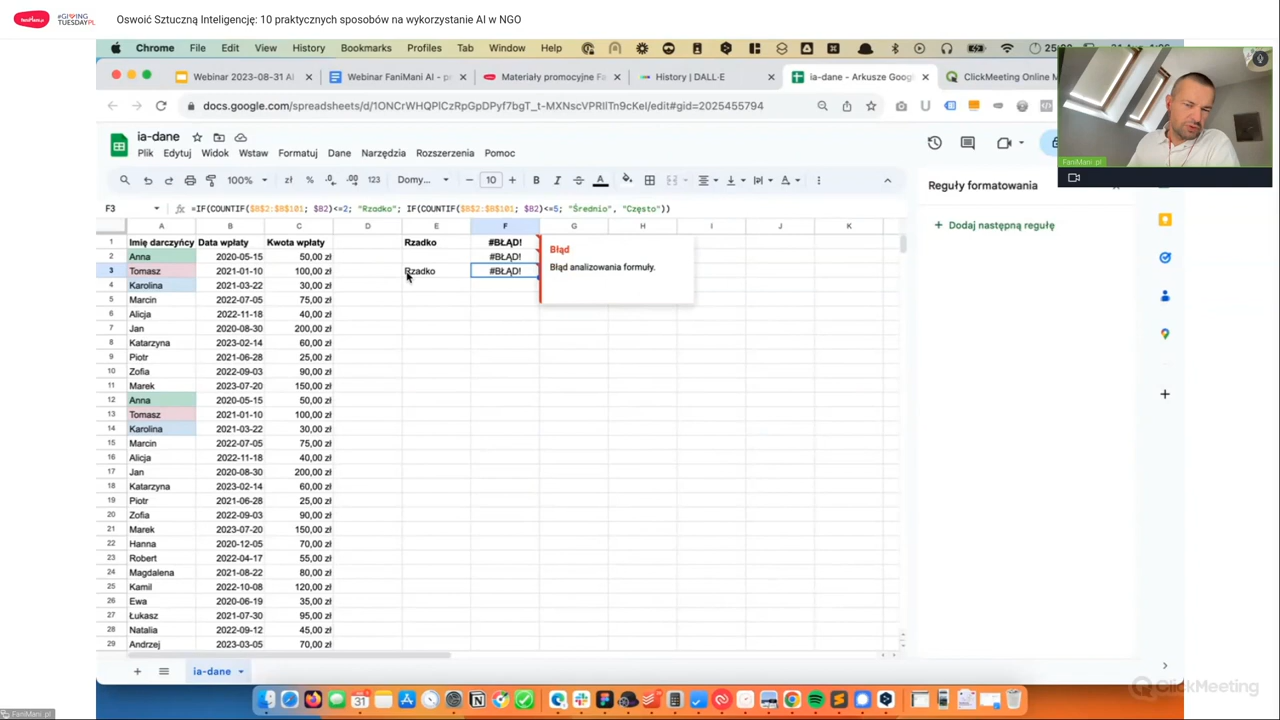 FaniMani.pl
#GIVING
TUESDAYPL
Oswoić Sztuczną Inteligencję: 10 praktycznych sposobów na wykorzystanie AI w NGO
Chrome File Edit View History Bookmarks Profiles Tab Window Help
Webinar 2023-08-31 AI
Webinar FaniMani AI - p
Materiały promocyjne Fa
History | DALL·E
ia-dane - Arkusze Goog
ClickMeeting Online M
docs.google.com/spreadsheets/d/1ONCrWHQPlCzRpGpDPyf7bgT_t-MXNscVPRIlTn9cKeI/edit#gid=2025455794
ia-dane
Plik Edytuj Widok Wstaw Formatuj Dane Narzędzia Rozszerzenia Pomoc
100% zł % .0 Domy... 10 B I S A
Reguły formatowania
Dodaj następną regułę
F3 fx =IF(COUNTIF($B$2:$B$101; $B2)<=2; "Rzadko"; IF(COUNTIF($B$2:$B$101; $B2)<=5; "Średnio", "Często"))
A B C D E F G H I J K
1 Imię darczyńcy Data wpłaty Kwota wpłaty Rzadko #BŁĄD!
2 Anna 2020-05-15 50,00 zł #BŁĄD!
3 Tomasz 2021-01-10 100,00 zł Rzadko #BŁĄD!
Błąd
Błąd analizowania formuły.
4 Karolina 2021-03-22 30,00 zł
5 Marcin 2022-07-05 75,00 zł
6 Alicja 2022-11-18 40,00 zł
7 Jan 2020-08-30 200,00 zł
8 Katarzyna 2023-02-14 60,00 zł
9 Piotr 2021-06-28 25,00 zł
10 Zofia 2022-09-03 90,00 zł
11 Marek 2023-07-20 150,00 zł
12 Anna 2020-05-15 50,00 zł
13 Tomasz 2021-01-10 100,00 zł
14 Karolina 2021-03-22 30,00 zł
15 Marcin 2022-07-05 75,00 zł
16 Alicja 2022-11-18 40,00 zł
17 Jan 2020-08-30 200,00 zł
18 Katarzyna 2023-02-14 60,00 zł
19 Piotr 2021-06-28 25,00 zł
20 Zofia 2022-09-03 90,00 zł
21 Marek 2023-07-20 150,00 zł
22 Hanna 2020-12-05 70,00 zł
23 Robert 2022-04-17 55,00 zł
24 Magdalena 2021-08-22 80,00 zł
25 Kamil 2022-10-08 120,00 zł
26 Ewa 2020-06-19 35,00 zł
27 Łukasz 2021-07-30 95,00 zł
28 Natalia 2022-09-12 45,00 zł
29 Andrzej 2023-03-05 70,00 zł
ia-dane
FaniMani .pl
ClickMeeting
FaniMani .pl